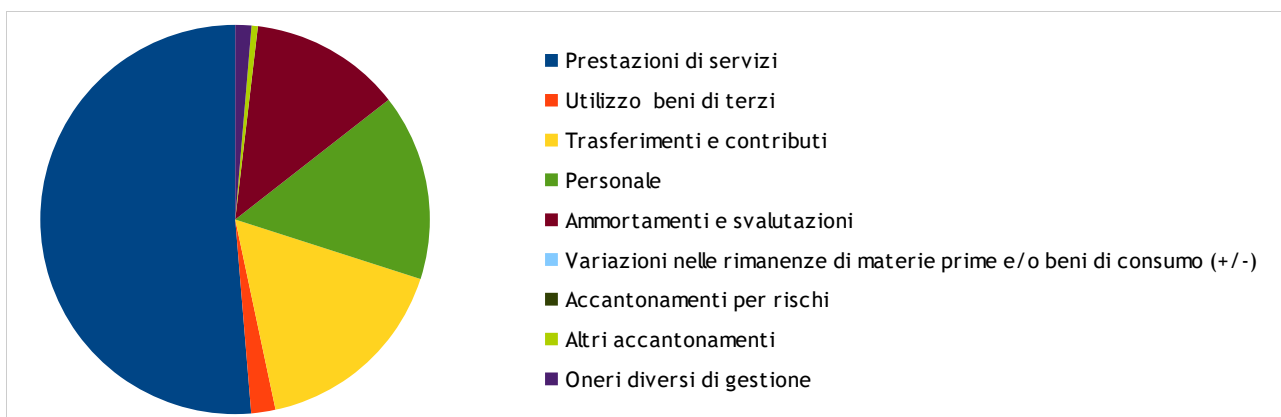 Prestazioni di servizi
Utilizzo beni di terzi
Trasferimenti e contributi
Personale
Ammortamenti e svalutazioni
Variazioni nelle rimanenze di materie prime e/o beni di consumo (+/-)
Accantonamenti per rischi
Altri accantonamenti
Oneri diversi di gestione